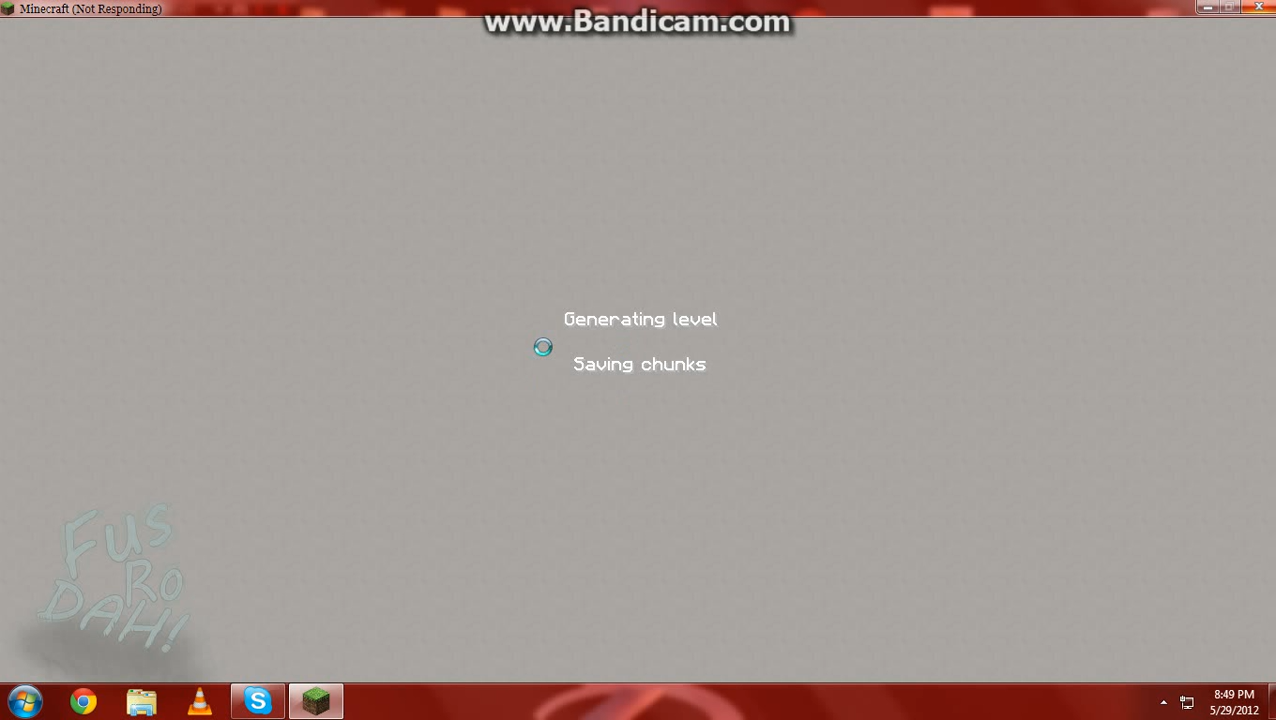 Minecraft (Not Responding)
www.Bandicam.com
Generating level
Saving chunks
Fus
Ro
DAH!
8:49 PM
5/29/2012